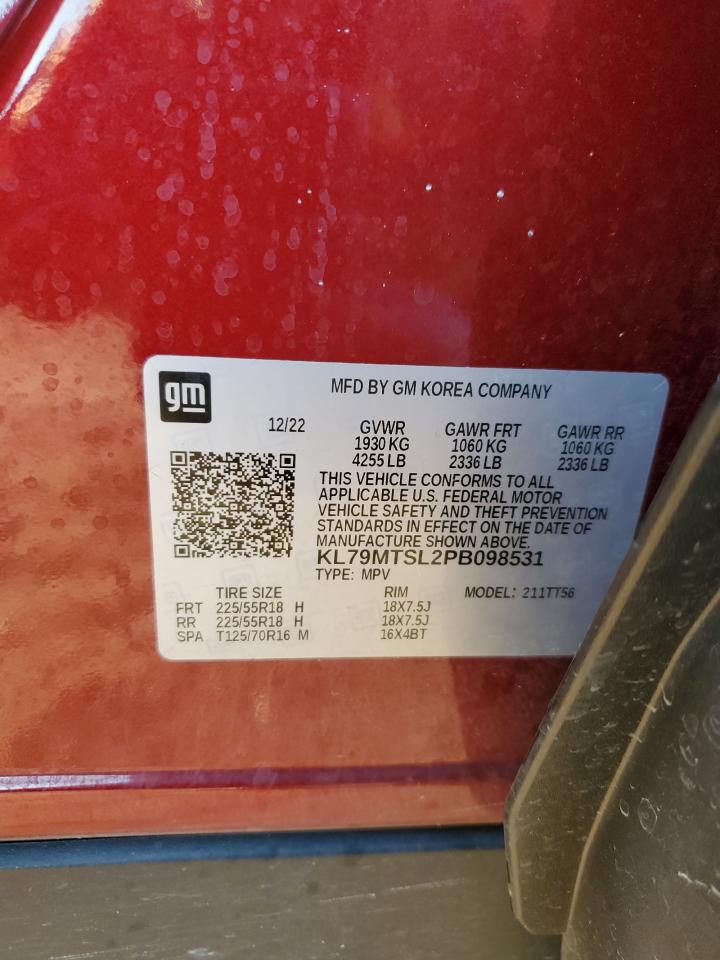 gm
MFD BY GM KOREA COMPANY
12/22 GVWR GAWR FRT GAWR RR
1930 KG 1060 KG 1060 KG
4255 LB 2336 LB 2336 LB
THIS VEHICLE CONFORMS TO ALL
APPLICABLE U.S. FEDERAL MOTOR
VEHICLE SAFETY AND THEFT PREVENTION
STANDARDS IN EFFECT ON THE DATE OF
MANUFACTURE SHOWN ABOVE.
KL79MTSL2PB098531
TYPE: MPV
TIRE SIZE RIM MODEL: 211TT56
FRT 225/55R18 H 18X7.5J
RR 225/55R18 H 18X7.5J
SPA T125/70R16 M 16X4BT